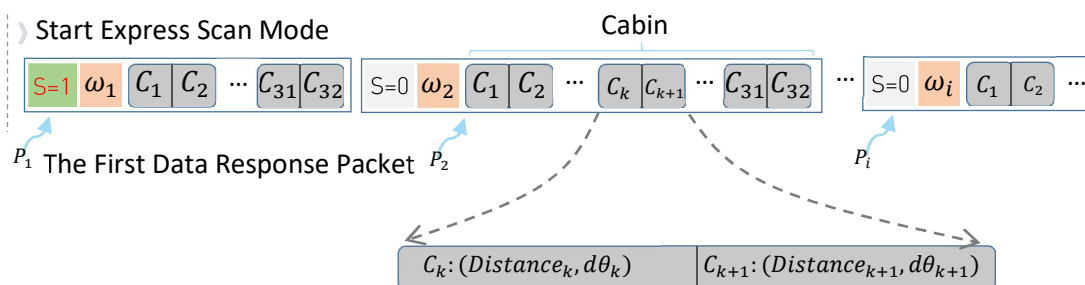 Start Express Scan Mode
Cabin
S=1 ω₁ C₁ C₂ ... C₃₁ C₃₂ S=0 ω₂ C₁ C₂ ... Cₖ Cₖ₊₁ ... C₃₁ C₃₂ ... S=0 ωᵢ C₁ C₂ ...
P₁ The First Data Response Packet P₂ Pᵢ
Cₖ: (Distanceₖ, dθₖ) Cₖ₊₁: (Distanceₖ₊₁, dθₖ₊₁)